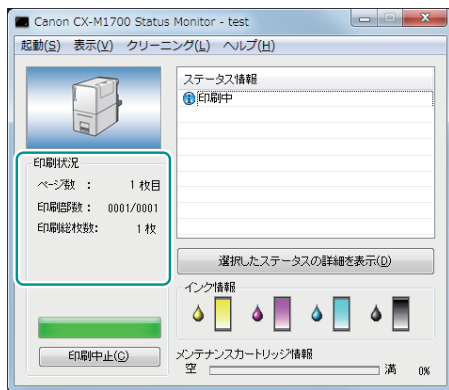 Canon CX-M1700 Status Monitor - test
起動(S) 表示(V) クリーニング(L) ヘルプ(H)
ステータス情報
印刷中
印刷状況
ページ数 : 1 枚目
印刷部数 : 0001/0001
印刷総枚数: 1 枚
選択したステータスの詳細を表示(D)
インク情報
印刷中止(C)
メンテナンスカートリッジ情報
空 満 0%